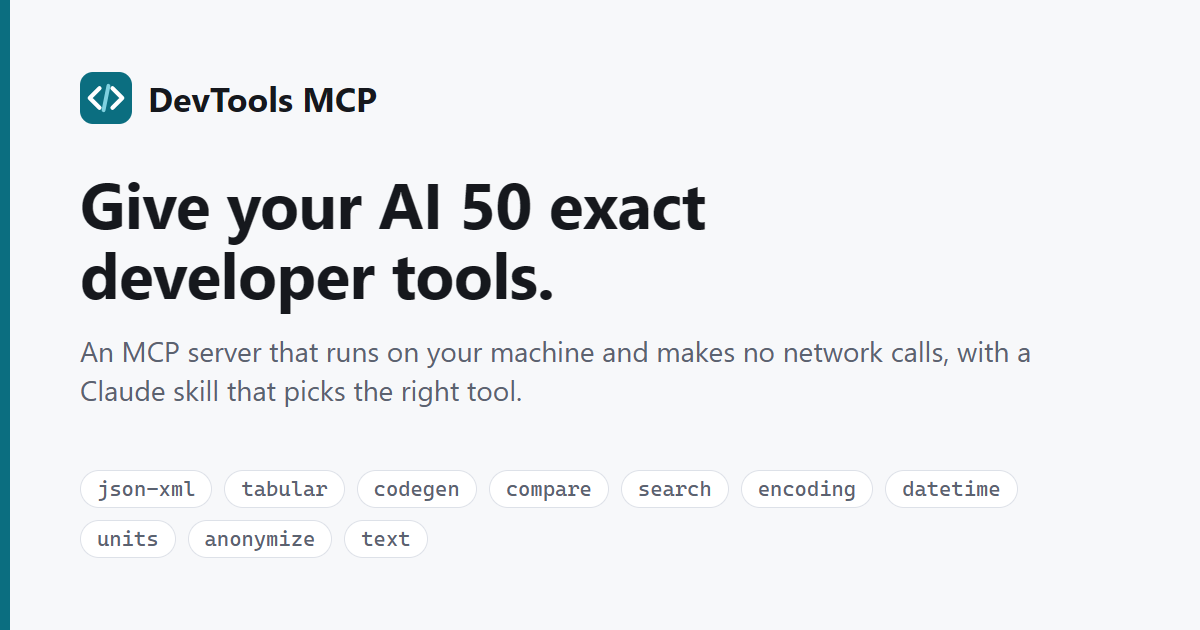 DevTools MCP
Give your AI 50 exact
developer tools.
An MCP server that runs on your machine and makes no network calls, with a
Claude skill that picks the right tool.
json-xml tabular codegen compare search encoding datetime
units anonymize text